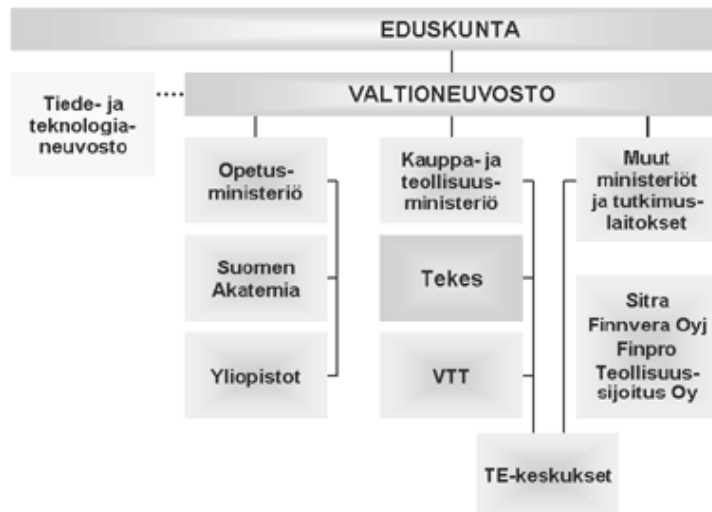 EDUSKUNTA
Tiede- ja
teknologia-
neuvosto
VALTIONEUVOSTO
Opetus-
ministeriö
Kauppa- ja
teollisuus-
ministeriö
Muut
ministeriöt
ja tutkimus-
laitokset
Suomen
Akatemia
Tekes
Sitra
Finnvera Oyj
Finpro
Teollisuus-
sijoitus Oy
Yliopistot
VTT
TE-keskukset